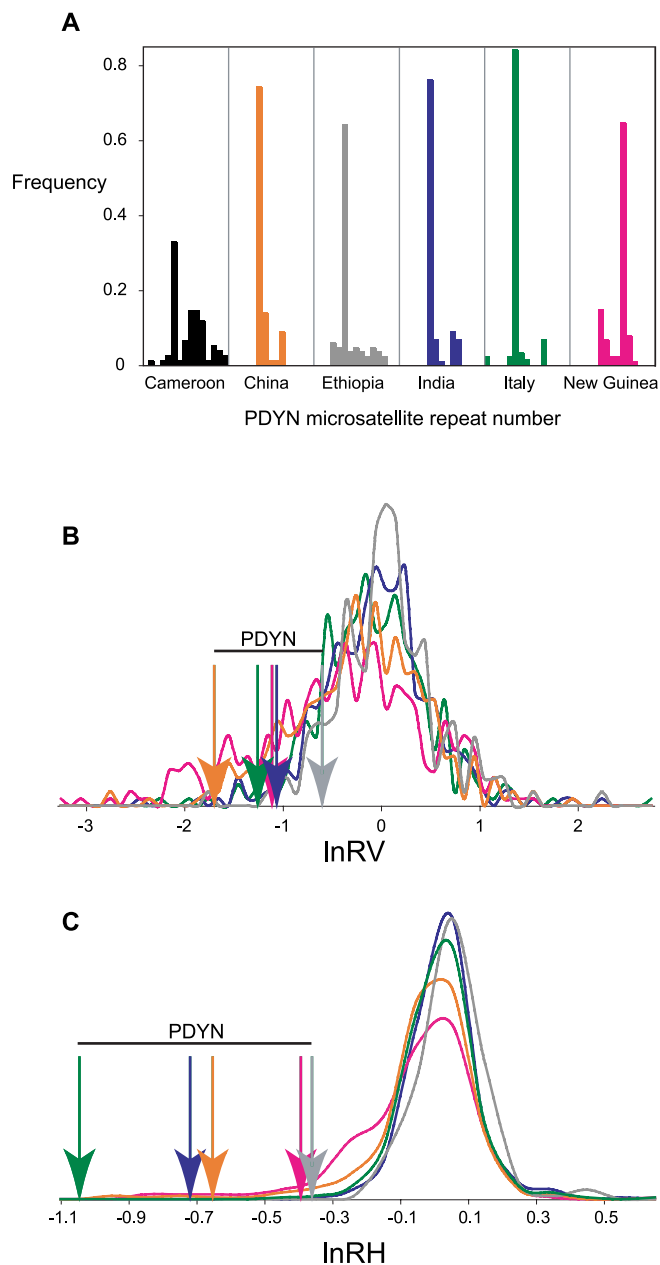 A
0.8
0.6
Frequency
0.4
0.2
0
Cameroon China Ethiopia India Italy New Guinea
PDYN microsatellite repeat number
B
PDYN
-3 -2 -1 0 1 2
lnRV
C
PDYN
-1.1 -0.9 -0.7 -0.5 -0.3 -0.1 0.1 0.3 0.5
lnRH